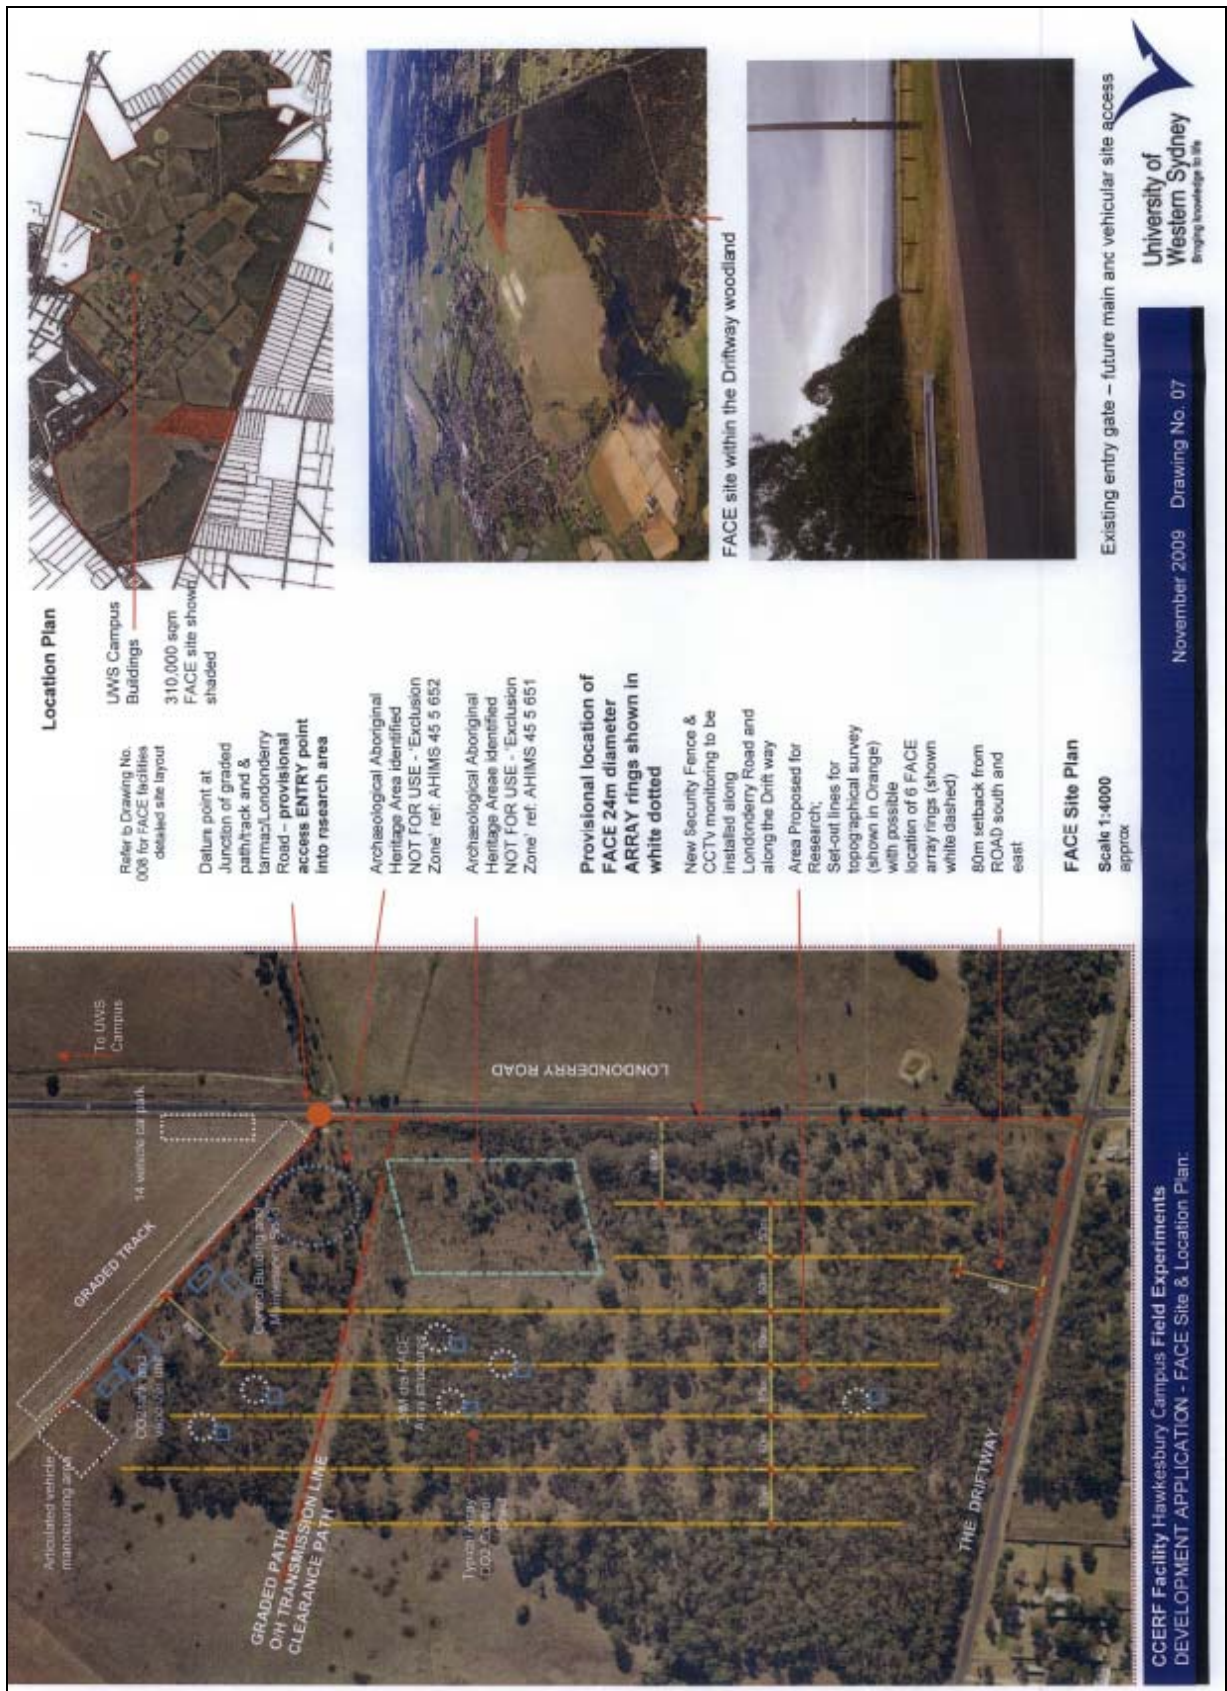 Location Plan
UWS Campus
Buildings
310,000 sqm
FACE site shown
shaded
Refer to Drawing No.
008 for FACE facilities
detailed site layout
Datum point at
Junction of graded
path/track and &
tarmac/Londonderry
Road – provisional
access ENTRY point
into research area
Archaeological Aboriginal
Heritage Area identified
NOT FOR USE - 'Exclusion
Zone' ref: AHIMS 45 5 652
Archaeological Aboriginal
Heritage Areae identified
NOT FOR USE - 'Exclusion
Zone' ref: AHIMS 45 5 651
Provisional location of
FACE 24m diameter
ARRAY rings shown in
white dotted
New Security Fence &
CCTV monitoring to be
installed along
Londonderry Road and
along the Drift way
Area Proposed for
Research;
Set-out lines for
topographical survey
(shown in Orange)
with possible
location of 6 FACE
array rings (shown
white dashed)
80m setback from
ROAD south and
east
FACE Site Plan
Scale 1:4000
approx
FACE site within the Driftway woodland
Existing entry gate – future main and vehicular site access
To UWS
Campus
14 vehicle car park
GRADED TRACK
LONDONDERRY ROAD
Articulated vehicle
manoeuvring area
Control Building and
GRADED PATH
O/H TRANSMISSION LINE
CLEARANCE PATH
Typical Array
CO2 Control
THE DRIFTWAY
CCERF Facility Hawkesbury Campus Field Experiments
DEVELOPMENT APPLICATION - FACE Site & Location Plan:
November 2009 Drawing No. 07
University of
Western Sydney
Bringing knowledge to life